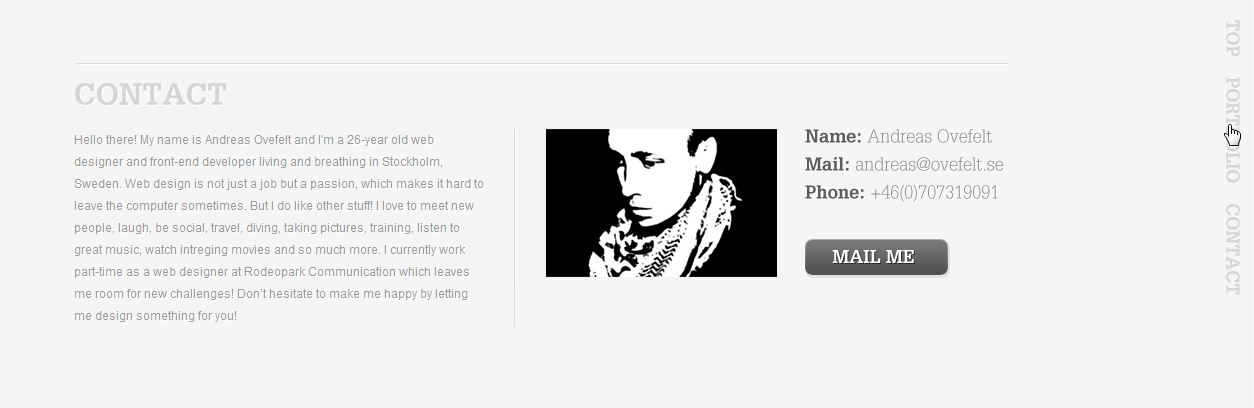 CONTACT
Hello there! My name is Andreas Ovefelt and I'm a 26-year old web
designer and front-end developer living and breathing in Stockholm,
Sweden. Web design is not just a job but a passion, which makes it hard to
leave the computer sometimes. But I do like other stuff! I love to meet new
people, laugh, be social, travel, diving, taking pictures, training, listen to
great music, watch intreging movies and so much more. I currently work
part-time as a web designer at Rodeopark Communication which leaves
me room for new challenges! Don't hesitate to make me happy by letting
me design something for you!
Name: Andreas Ovefelt
Mail: andreas@ovefelt.se
Phone: +46(0)707319091
MAIL ME
TOP
PORTFOLIO
CONTACT